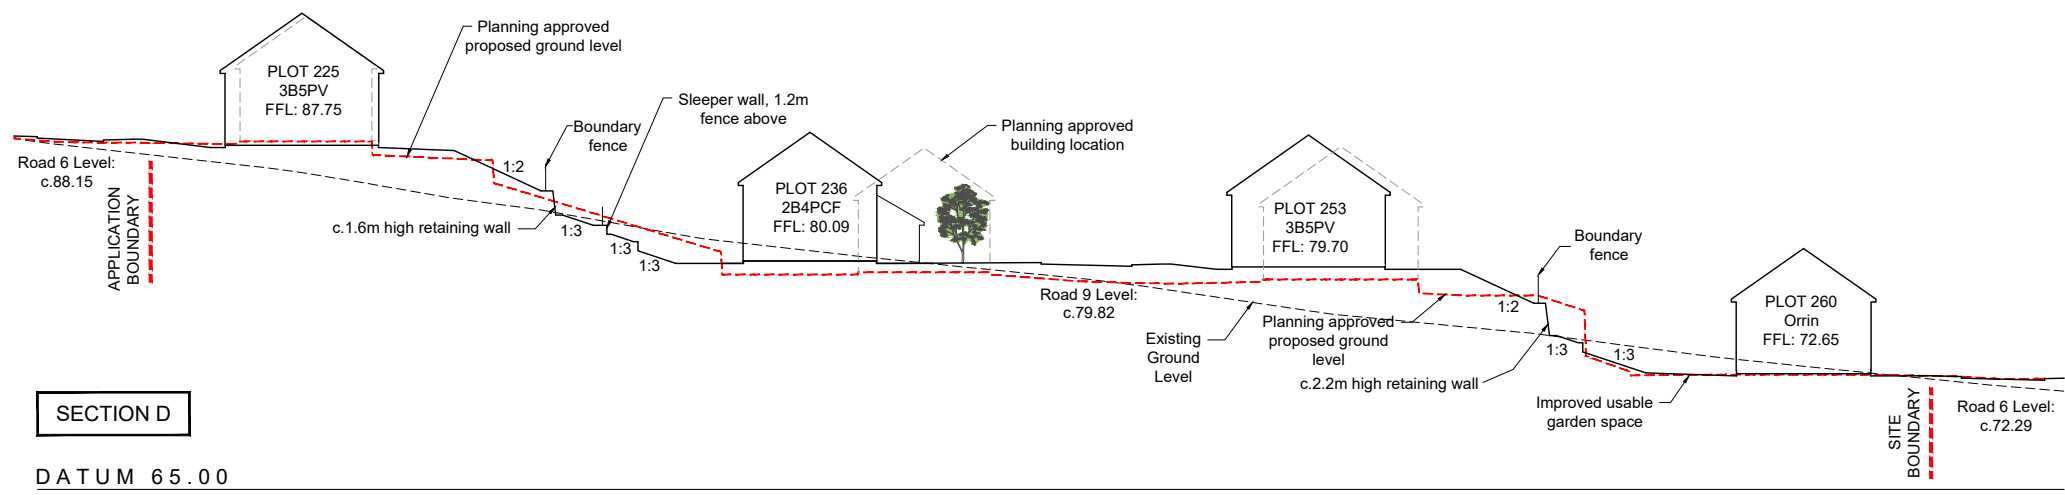 Planning approved
proposed ground level
PLOT 225
3B5PV
FFL: 87.75
Road 6 Level:
c.88.15
APPLICATION
BOUNDARY
1:2
Boundary
fence
Sleeper wall, 1.2m
fence above
c.1.6m high retaining wall
1:3
1:3
1:3
PLOT 236
2B4PCF
FFL: 80.09
Planning approved
building location
Road 9 Level:
c.79.82
PLOT 253
3B5PV
FFL: 79.70
Existing
Ground
Level
Planning approved
proposed ground
level
1:2
Boundary
fence
c.2.2m high retaining wall
1:3
1:3
Improved usable
garden space
PLOT 260
Orrin
FFL: 72.65
SITE
BOUNDARY
Road 6 Level:
c.72.29
SECTION D
DATUM 65.00